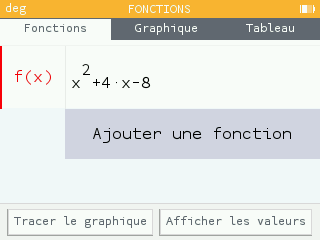 deg FONCTIONS
Fonctions Graphique Tableau
f(x) x²+4·x-8
Ajouter une fonction
Tracer le graphique Afficher les valeurs